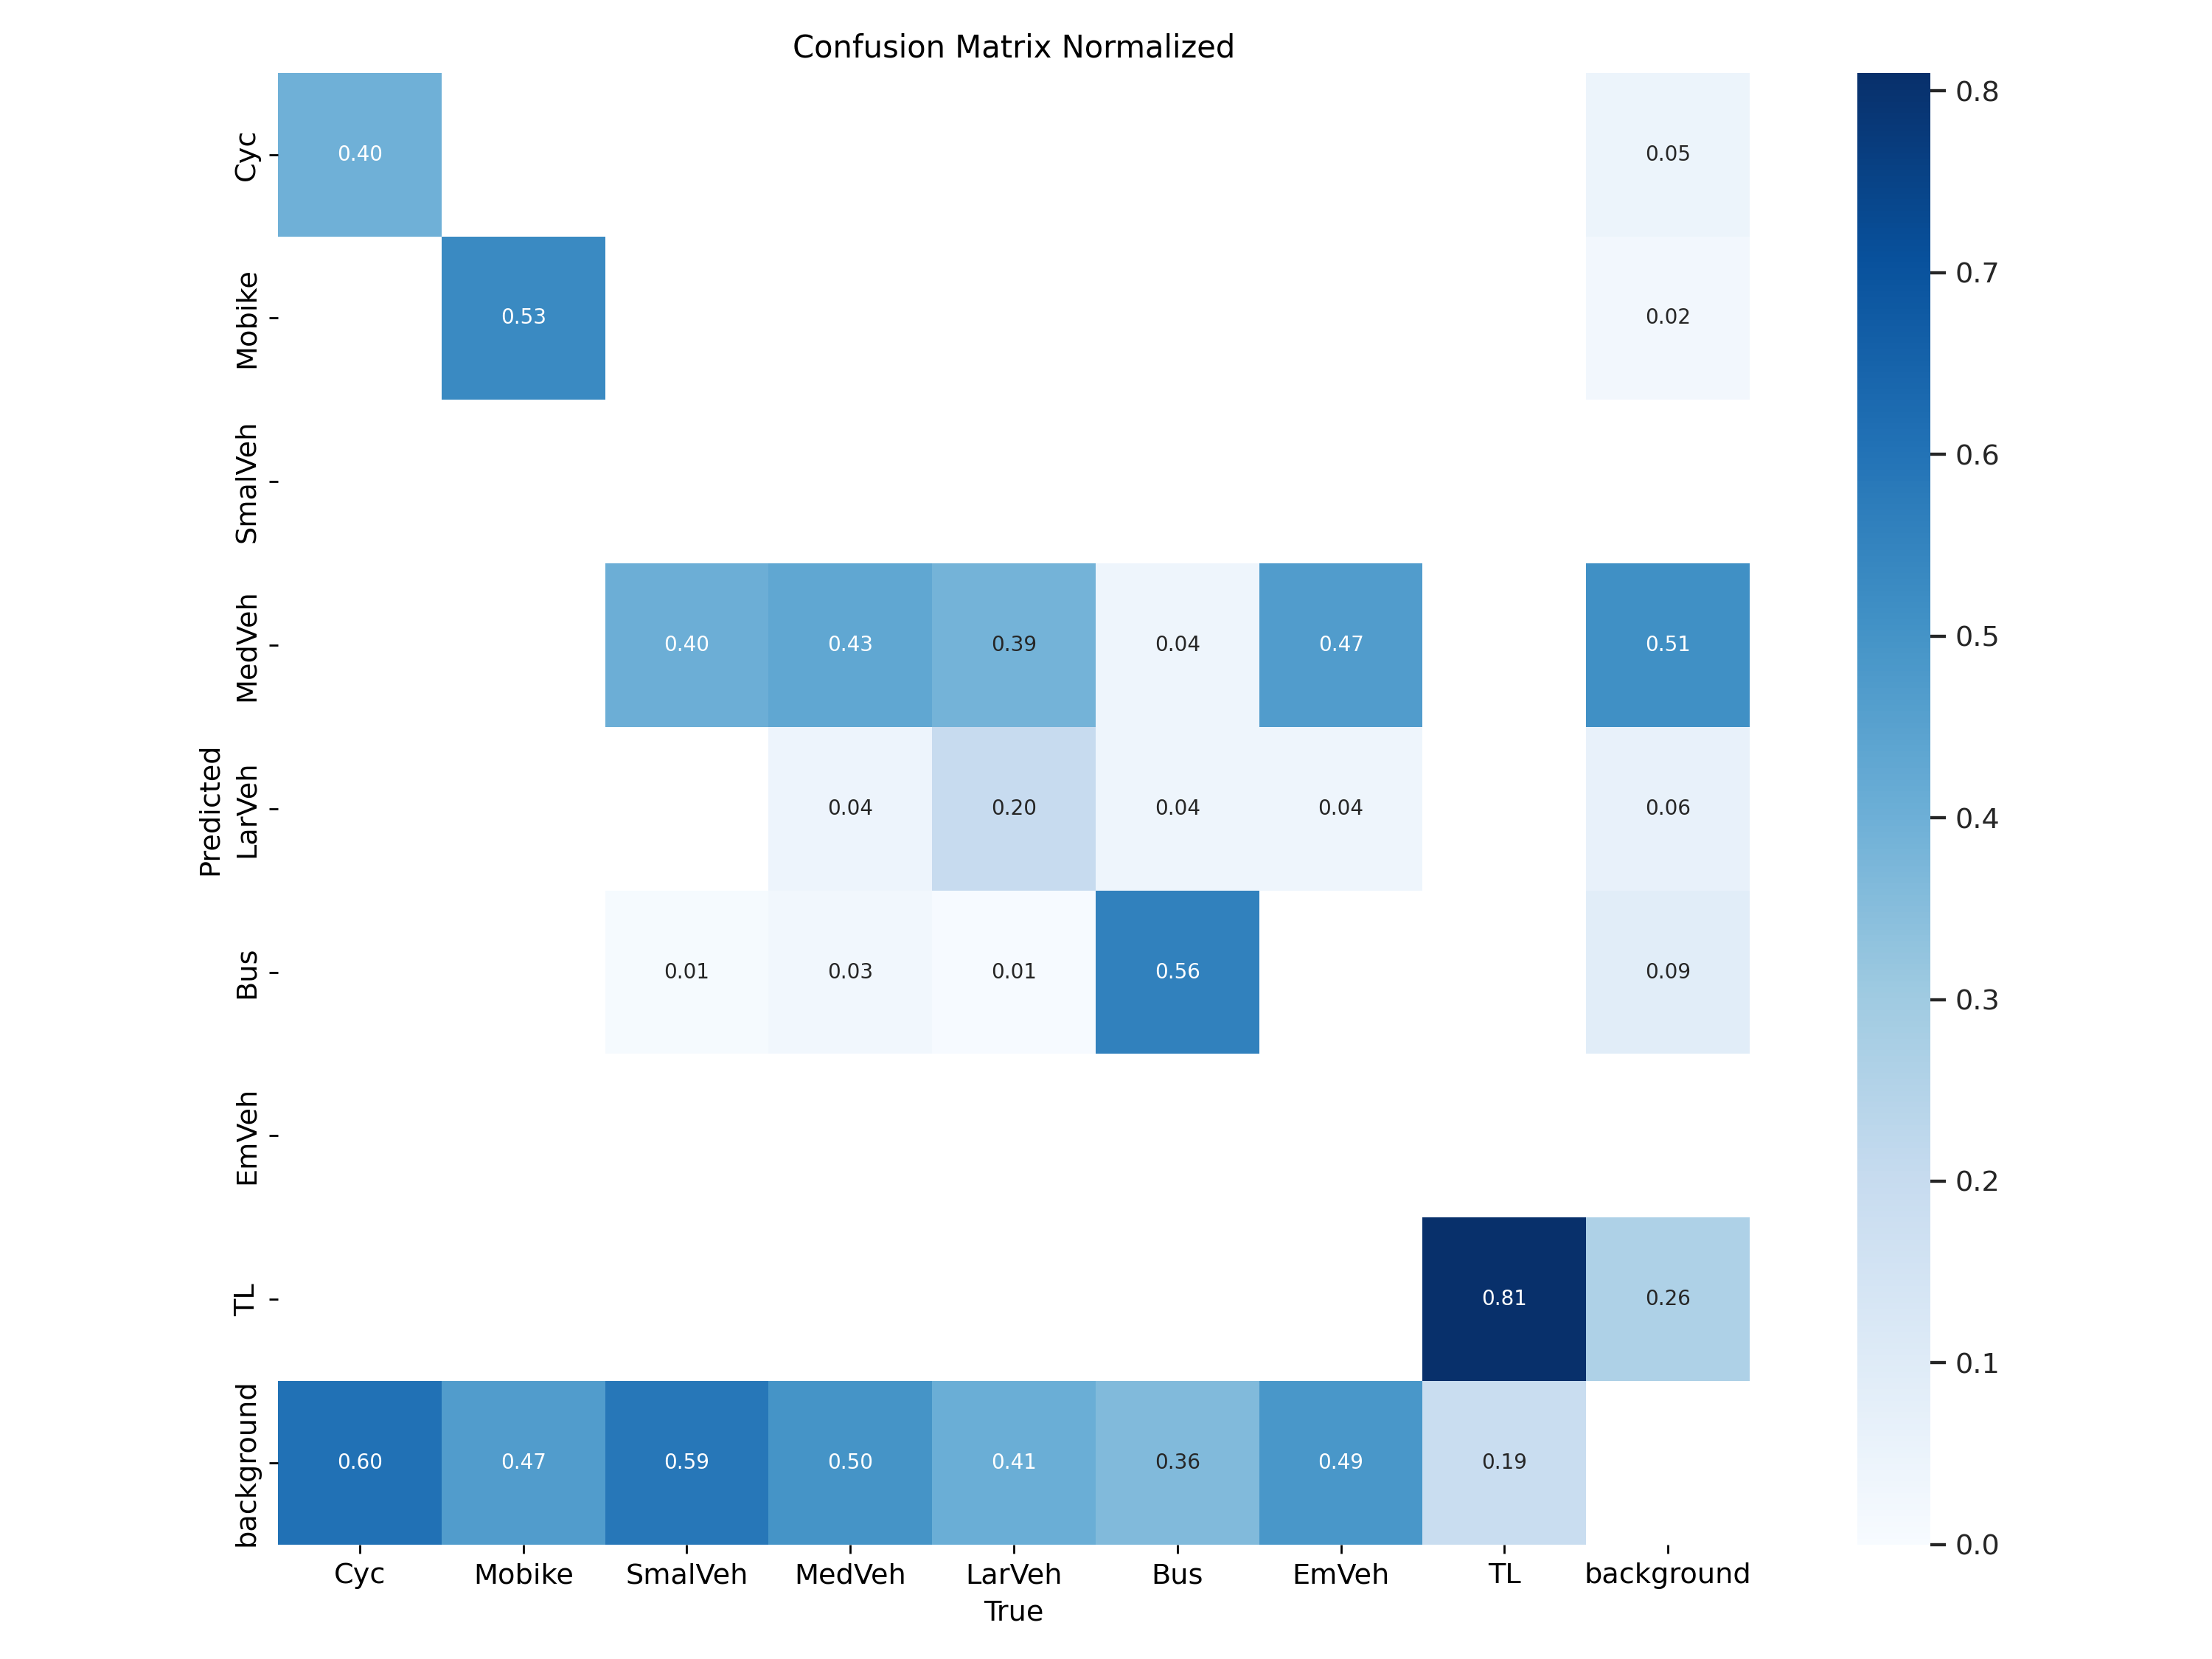 Confusion Matrix Normalized
Cyc 0.40 0.05
Mobike 0.53 0.02
SmalVeh
MedVeh 0.40 0.43 0.39 0.04 0.47 0.51
LarVeh 0.04 0.20 0.04 0.04 0.06
Bus 0.01 0.03 0.01 0.56 0.09
EmVeh
TL 0.81 0.26
background 0.60 0.47 0.59 0.50 0.41 0.36 0.49 0.19
Predicted
Cyc Mobike SmalVeh MedVeh LarVeh Bus EmVeh TL background
True
0.8
0.7
0.6
0.5
0.4
0.3
0.2
0.1
0.0